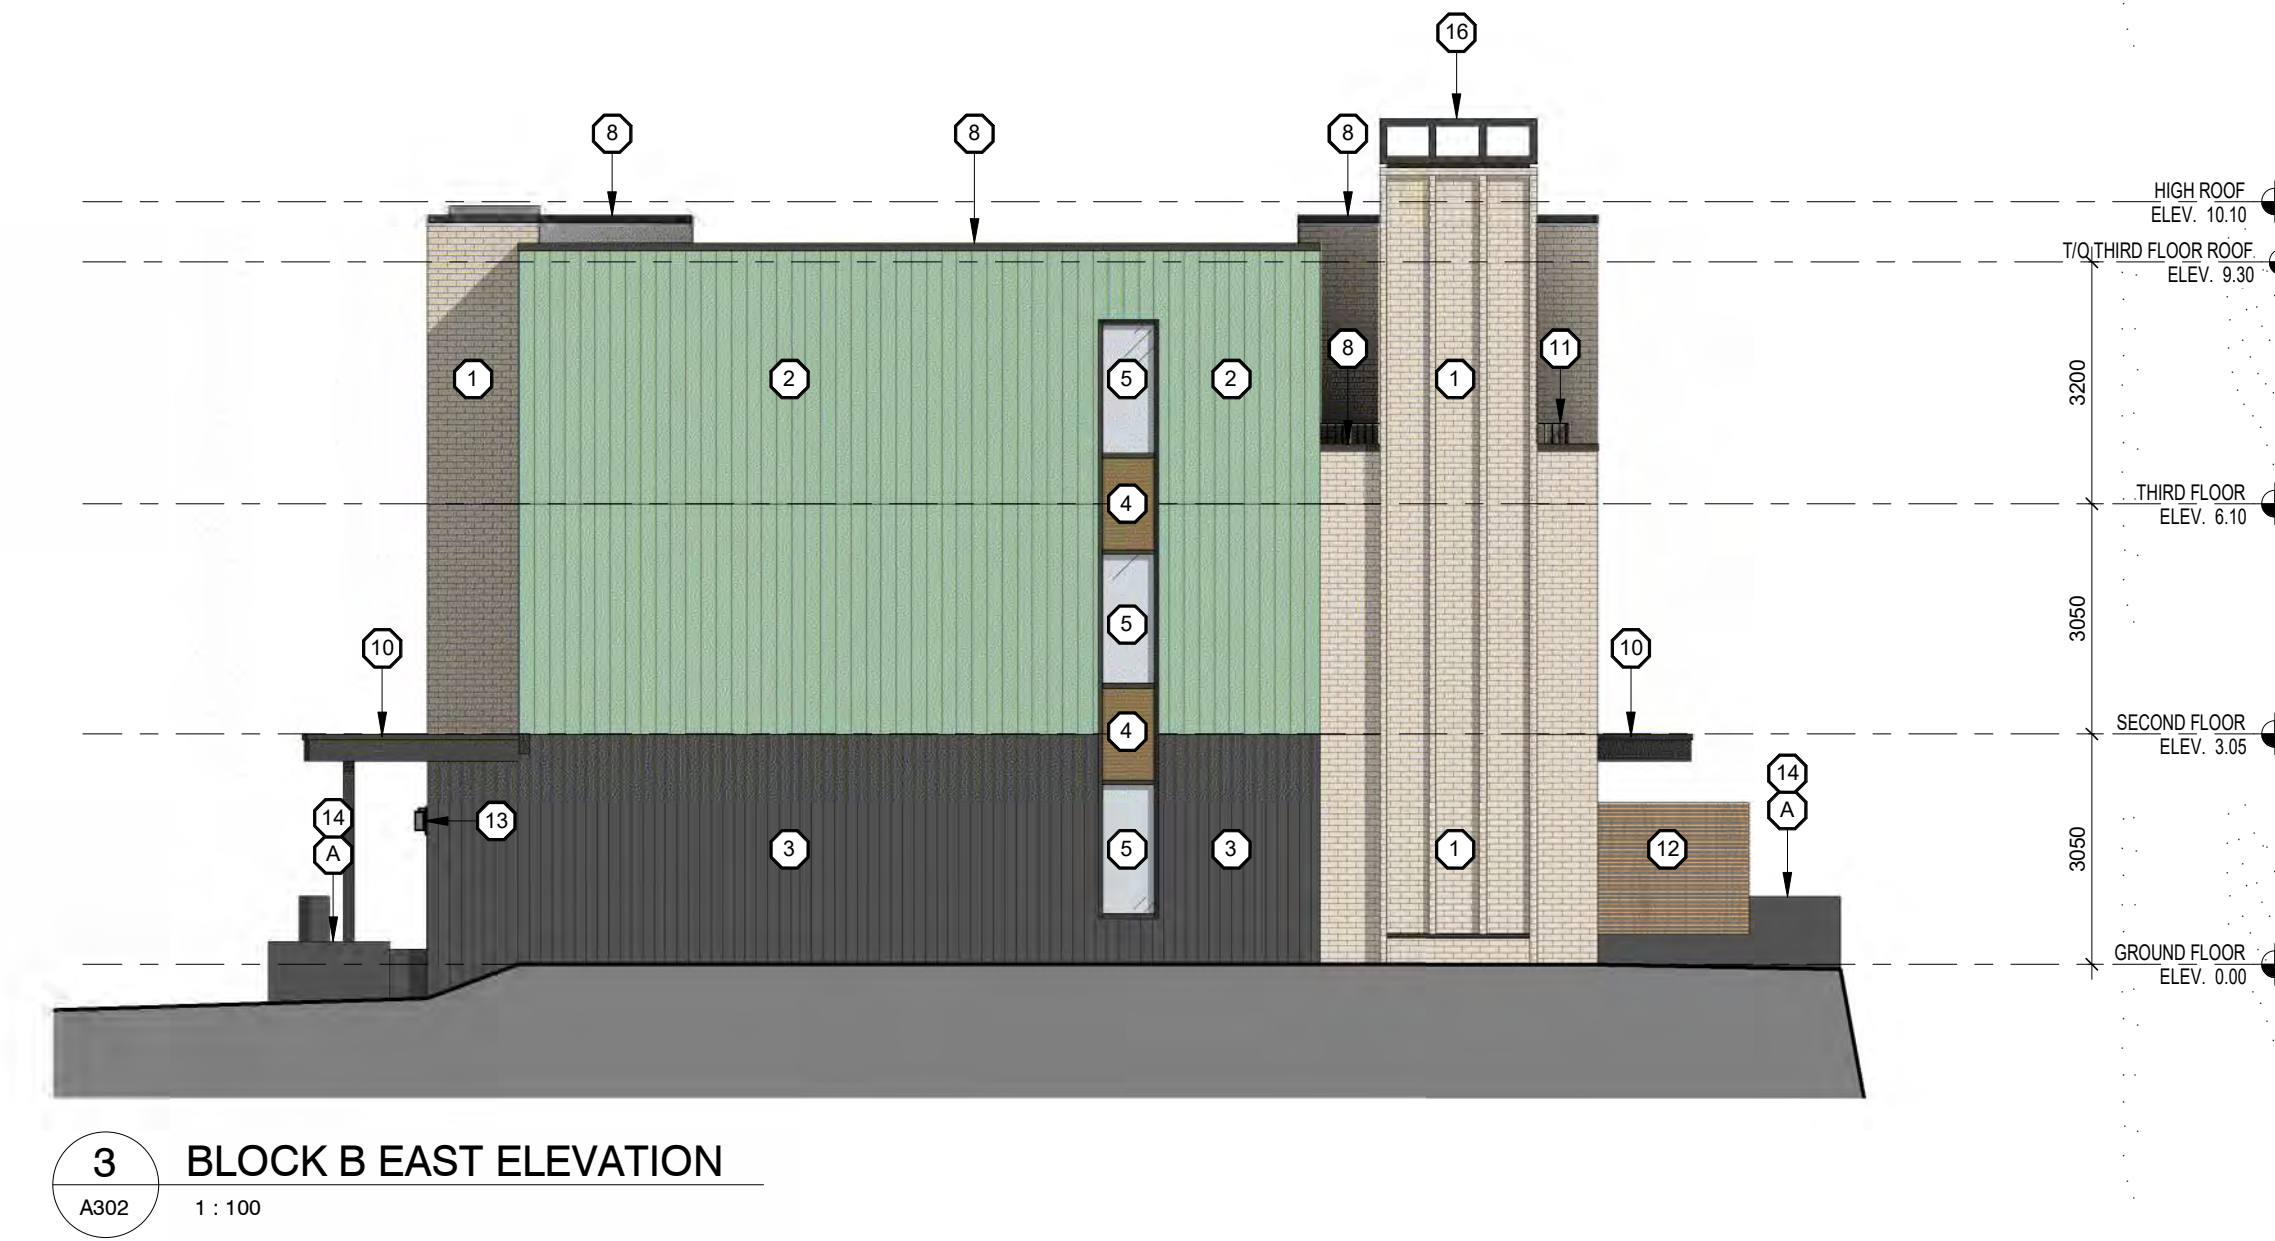 16
8
8
8
HIGH ROOF
ELEV. 10.10
T/O THIRD FLOOR ROOF
ELEV. 9.30
8
11
1
2
5
2
1
3200
4
THIRD FLOOR
ELEV. 6.10
5
3050
10
10
4
SECOND FLOOR
ELEV. 3.05
14
A
13
14
A
3
5
3
1
12
3050
GROUND FLOOR
ELEV. 0.00
3
BLOCK B EAST ELEVATION
A302
1 : 100